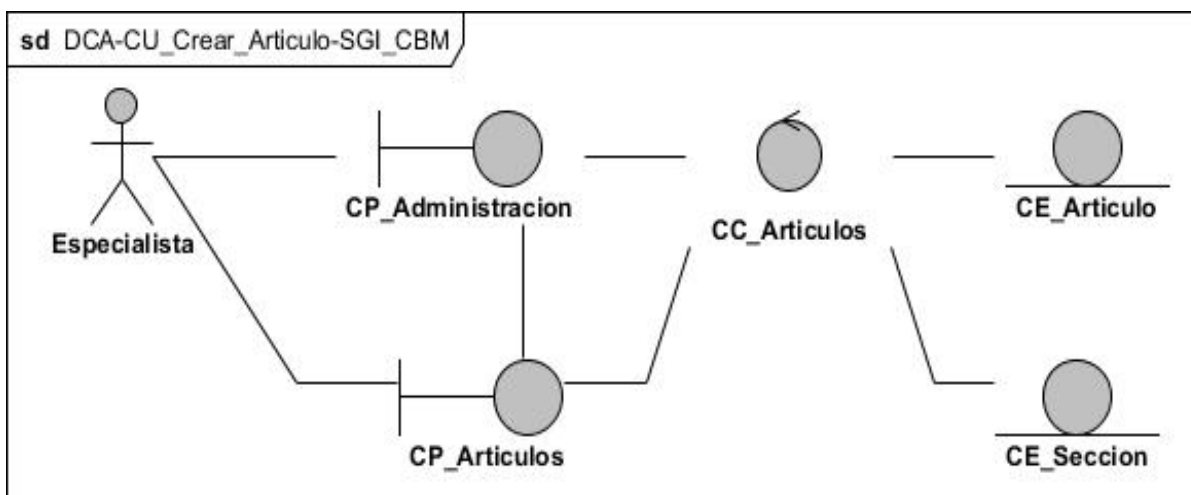 sd DCA-CU_Crear_Articulo-SGI_CBM
Especialista
CP_Administracion
CC_Articulos
CE_Articulo
CP_Articulos
CE_Seccion